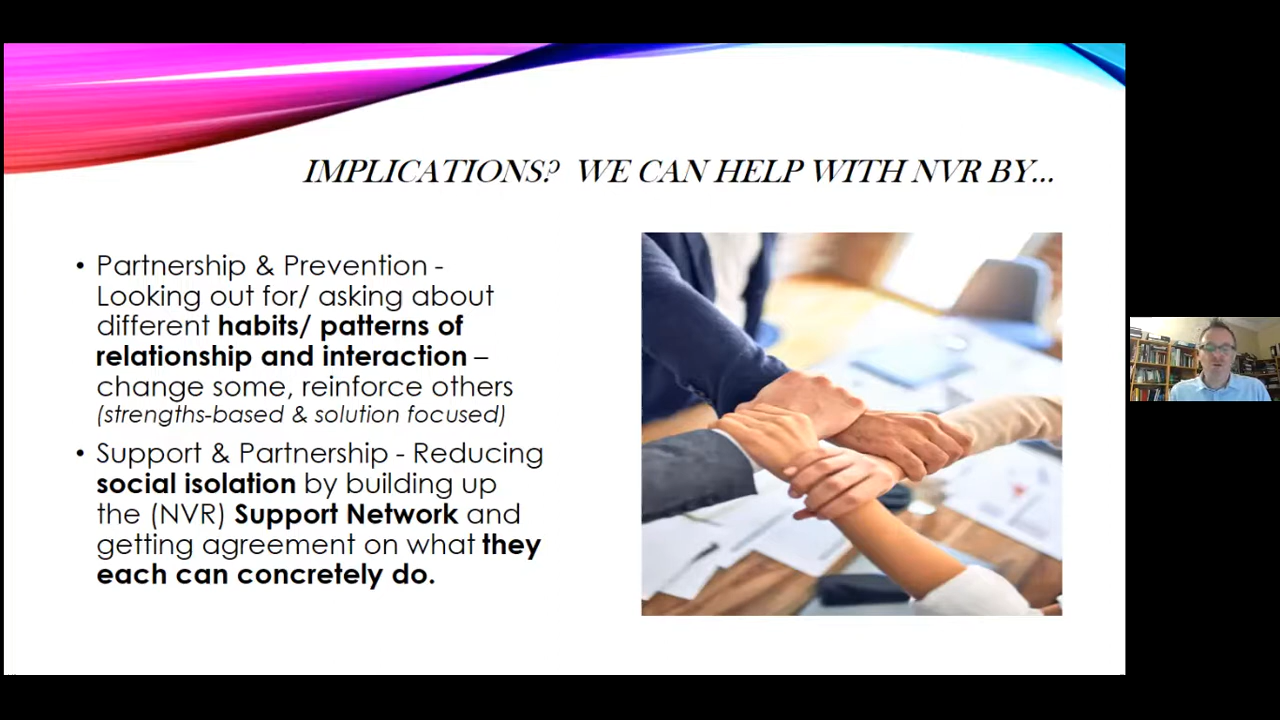 IMPLICATIONS? WE CAN HELP WITH NVR BY...
• Partnership & Prevention -
Looking out for/ asking about
different habits/ patterns of
relationship and interaction –
change some, reinforce others
(strengths-based & solution focused)
• Support & Partnership - Reducing
social isolation by building up
the (NVR) Support Network and
getting agreement on what they
each can concretely do.